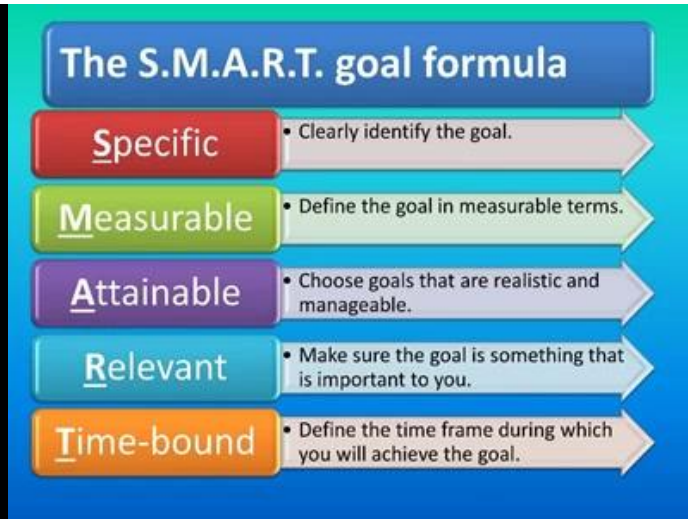 The S.M.A.R.T. goal formula
Specific
• Clearly identify the goal.
Measurable
• Define the goal in measurable terms.
Attainable
• Choose goals that are realistic and
manageable.
Relevant
• Make sure the goal is something that
is important to you.
Time-bound
• Define the time frame during which
you will achieve the goal.